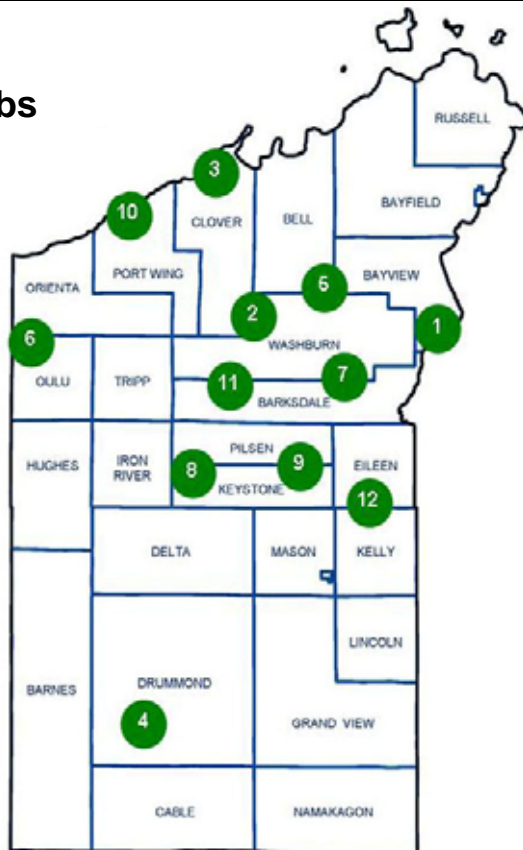 bs
RUSSELL
3
BAYFIELD
10
CLOVER
BELL
PORT WING
BAYVIEW
ORIENTA
5
2
1
6
WASHBURN
OULU
TRIPP
11
7
BARKSDALE
PILSEN
HUGHES
IRON
RIVER
8
9
EILEEN
KEYSTONE
12
DELTA
MASON
KELLY
LINCOLN
BARNES
DRUMMOND
4
GRAND VIEW
CABLE
NAMAKAGON